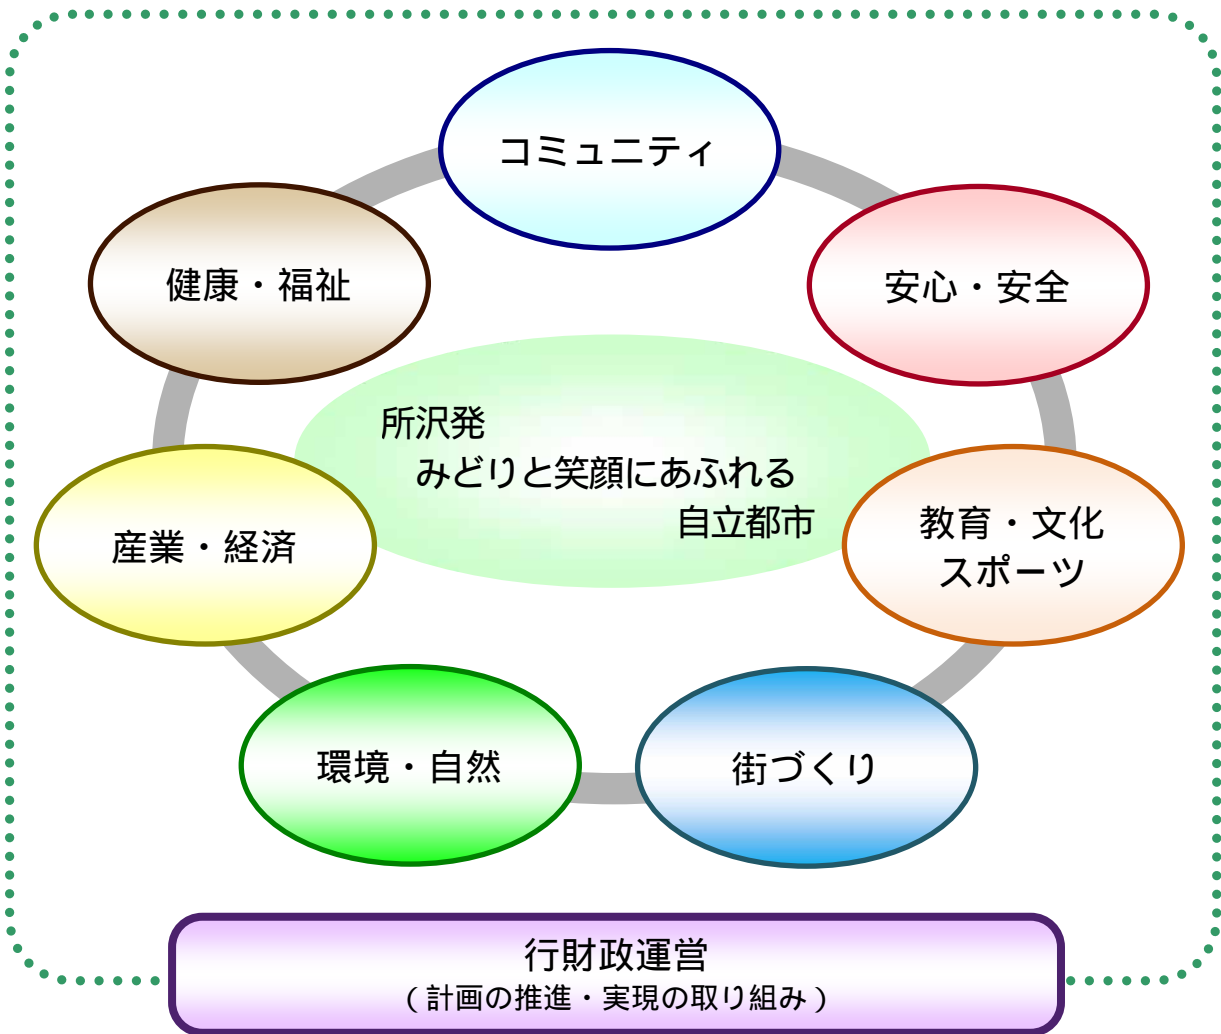 コミュニティ
健康・福祉
安心・安全
所沢発
みどりと笑顔にあふれる
自立都市
産業・経済
教育・文化
スポーツ
環境・自然
街づくり
行財政運営
(計画の推進・実現の取り組み)